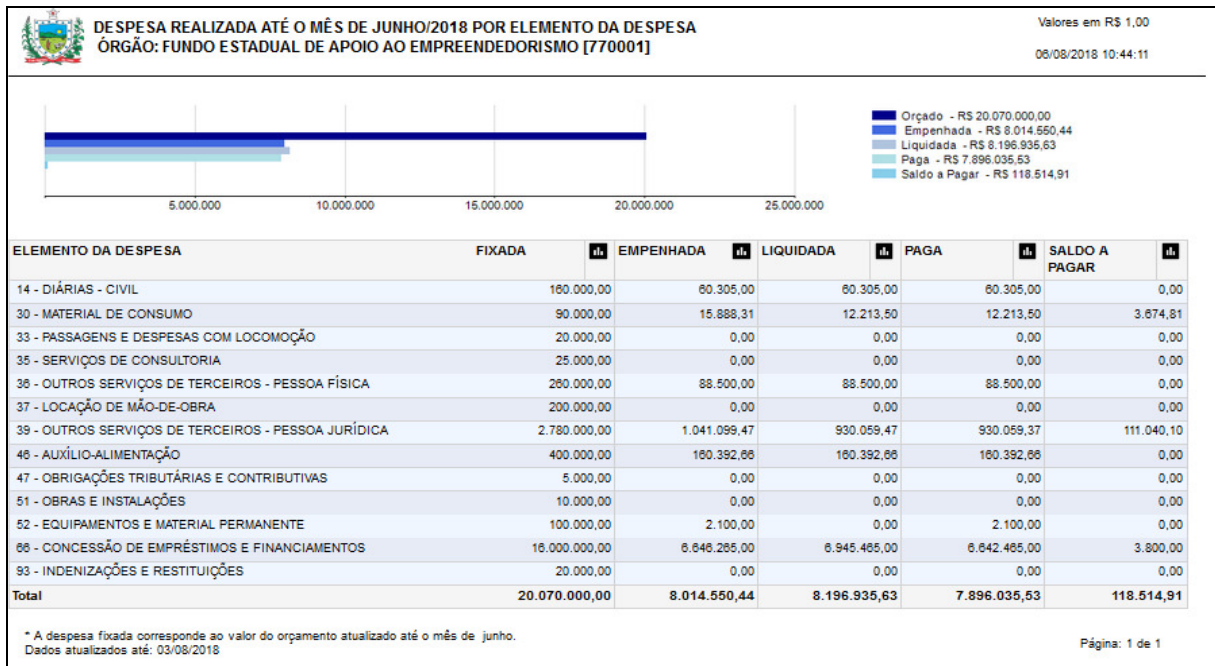 DESPESA REALIZADA ATÉ O MÊS DE JUNHO/2018 POR ELEMENTO DA DESPESA
ÓRGÃO: FUNDO ESTADUAL DE APOIO AO EMPREENDEDORISMO [770001]
Valores em R$ 1,00
06/08/2018 10:44:11
Orçado - R$ 20.070.000,00
Empenhada - R$ 8.014.550,44
Liquidada - R$ 8.196.935,63
Paga - R$ 7.896.035,53
Saldo a Pagar - R$ 118.514,91
5.000.000 10.000.000 15.000.000 20.000.000 25.000.000
ELEMENTO DA DESPESA FIXADA EMPENHADA LIQUIDADA PAGA SALDO A PAGAR
14 - DIÁRIAS - CIVIL 160.000,00 60.305,00 60.305,00 60.305,00 0,00
30 - MATERIAL DE CONSUMO 90.000,00 15.888,31 12.213,50 12.213,50 3.674,81
33 - PASSAGENS E DESPESAS COM LOCOMOÇÃO 20.000,00 0,00 0,00 0,00 0,00
35 - SERVIÇOS DE CONSULTORIA 25.000,00 0,00 0,00 0,00 0,00
36 - OUTROS SERVIÇOS DE TERCEIROS - PESSOA FÍSICA 260.000,00 88.500,00 88.500,00 88.500,00 0,00
37 - LOCAÇÃO DE MÃO-DE-OBRA 200.000,00 0,00 0,00 0,00 0,00
39 - OUTROS SERVIÇOS DE TERCEIROS - PESSOA JURÍDICA 2.780.000,00 1.041.099,47 930.059,47 930.059,37 111.040,10
46 - AUXÍLIO-ALIMENTAÇÃO 400.000,00 160.392,66 160.392,66 160.392,66 0,00
47 - OBRIGAÇÕES TRIBUTÁRIAS E CONTRIBUTIVAS 5.000,00 0,00 0,00 0,00 0,00
51 - OBRAS E INSTALAÇÕES 10.000,00 0,00 0,00 0,00 0,00
52 - EQUIPAMENTOS E MATERIAL PERMANENTE 100.000,00 2.100,00 0,00 2.100,00 0,00
66 - CONCESSÃO DE EMPRÉSTIMOS E FINANCIAMENTOS 16.000.000,00 6.646.265,00 6.945.465,00 6.642.465,00 3.800,00
93 - INDENIZAÇÕES E RESTITUIÇÕES 20.000,00 0,00 0,00 0,00 0,00
Total 20.070.000,00 8.014.550,44 8.196.935,63 7.896.035,53 118.514,91
* A despesa fixada corresponde ao valor do orçamento atualizado até o mês de junho.
Dados atualizados até: 03/08/2018
Página: 1 de 1